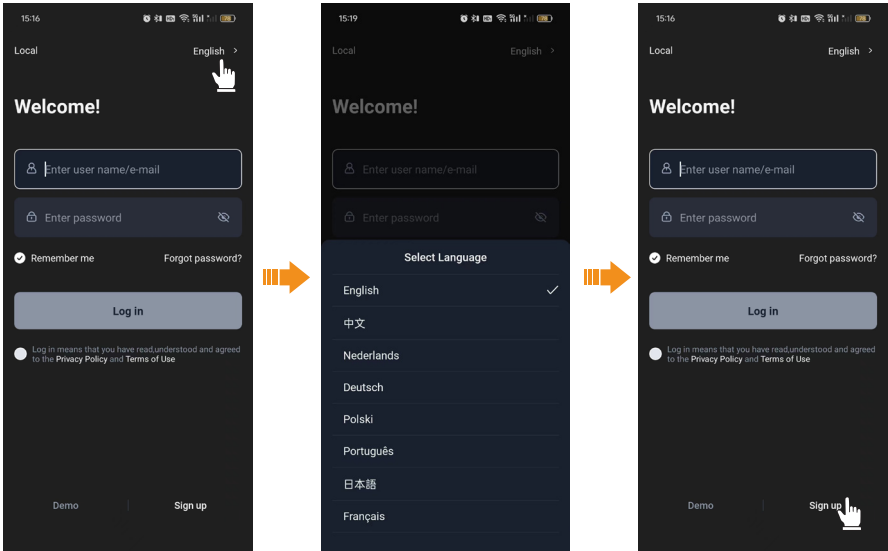 15:16
Local
English >
Welcome!
Enter user name/e-mail
Enter password
Remember me
Forgot password?
Log in
Log in means that you have read,understood and agreed
to the Privacy Policy and Terms of Use
Demo
Sign up
15:19
Local
English >
Welcome!
Enter user name/e-mail
Enter password
Select Language
English
中文
Nederlands
Deutsch
Polski
Português
日本語
Français
15:16
Local
English >
Welcome!
Enter user name/e-mail
Enter password
Remember me
Forgot password?
Log in
Log in means that you have read,understood and agreed
to the Privacy Policy and Terms of Use
Demo
Sign up